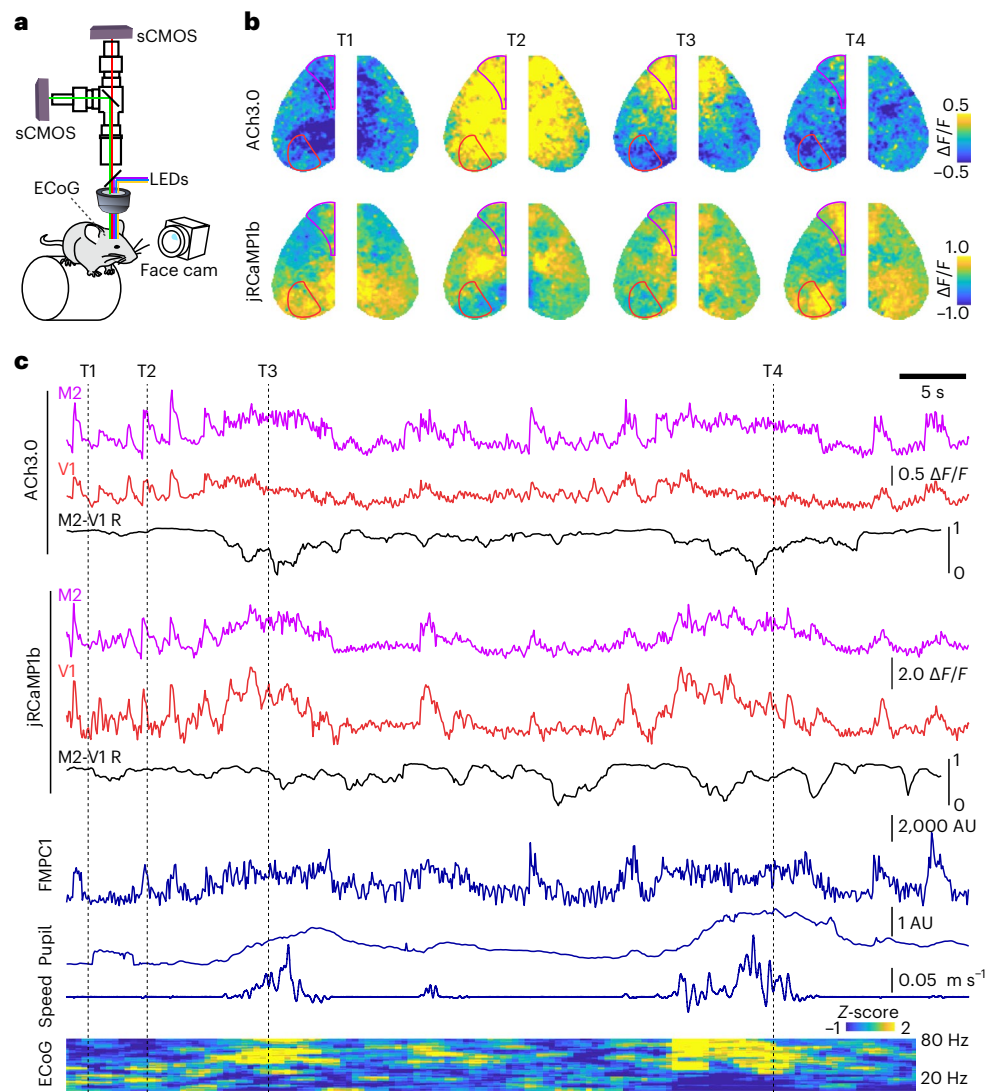 a
sCMOS
sCMOS
LEDs
ECoG
Face cam
b
T1 T2 T3 T4
ACh3.0
0.5
ΔF/F
−0.5
jRCaMP1b
1.0
ΔF/F
−1.0
c
T1 T2 T3 T4
5 s
ACh3.0
M2
V1
0.5 ΔF/F
M2-V1 R
1
0
jRCaMP1b
M2
V1
2.0 ΔF/F
M2-V1 R
1
0
2,000 AU
FMPC1
1 AU
Pupil
0.05 m s⁻¹
Speed
Z-score
−1 2
ECoG
80 Hz
20 Hz